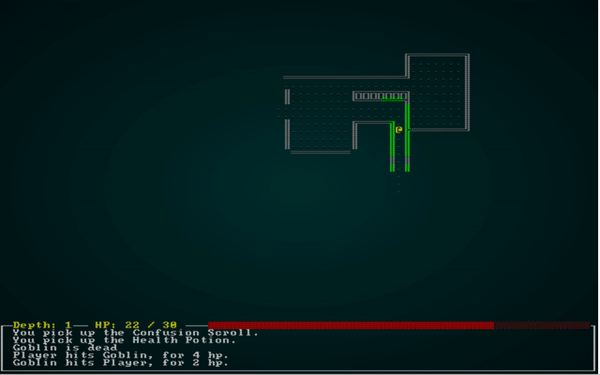 Depth: 1 HP: 22 / 30
You pick up the Confusion Scroll.
You pick up the Health Potion.
Goblin is dead
Player hits Goblin, for 4 hp.
Goblin hits Player, for 2 hp.